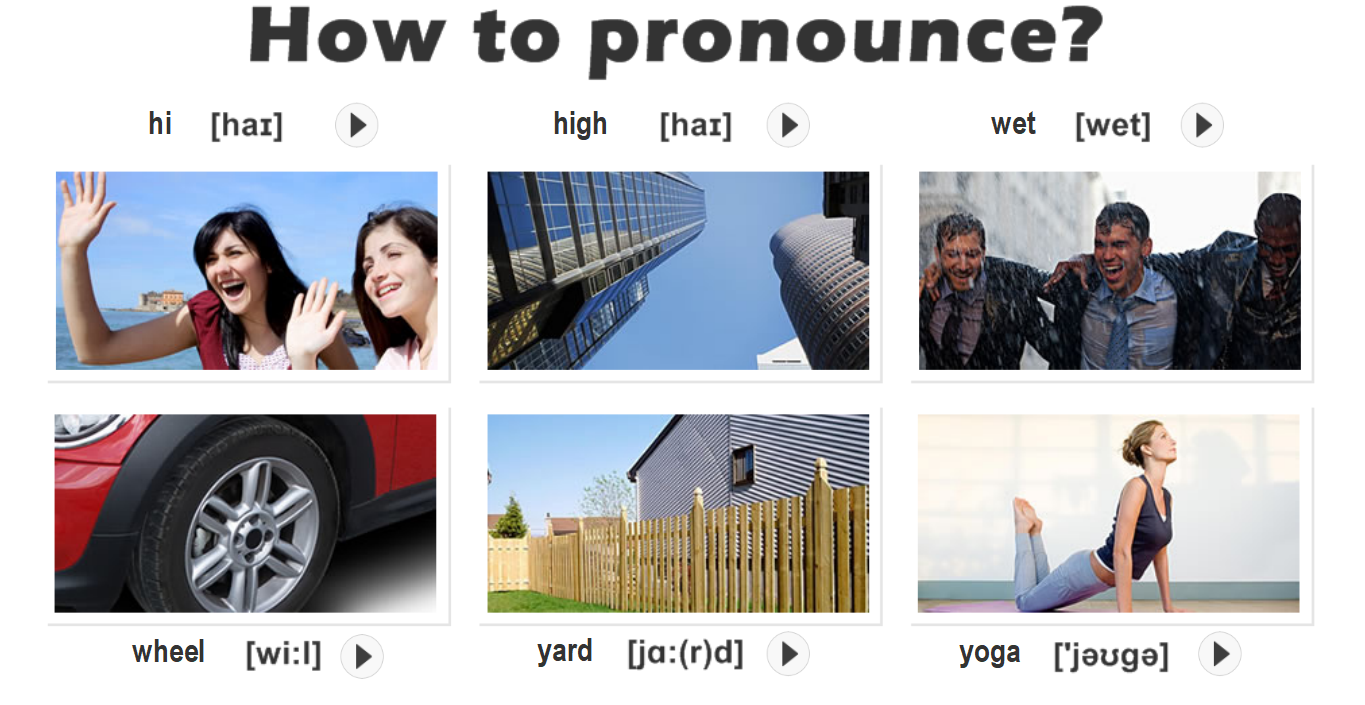 How to pronounce?
hi [haɪ] high [haɪ] wet [wet]
wheel [wi:l] yard [jɑ:(r)d] yoga ['jəʊgə]